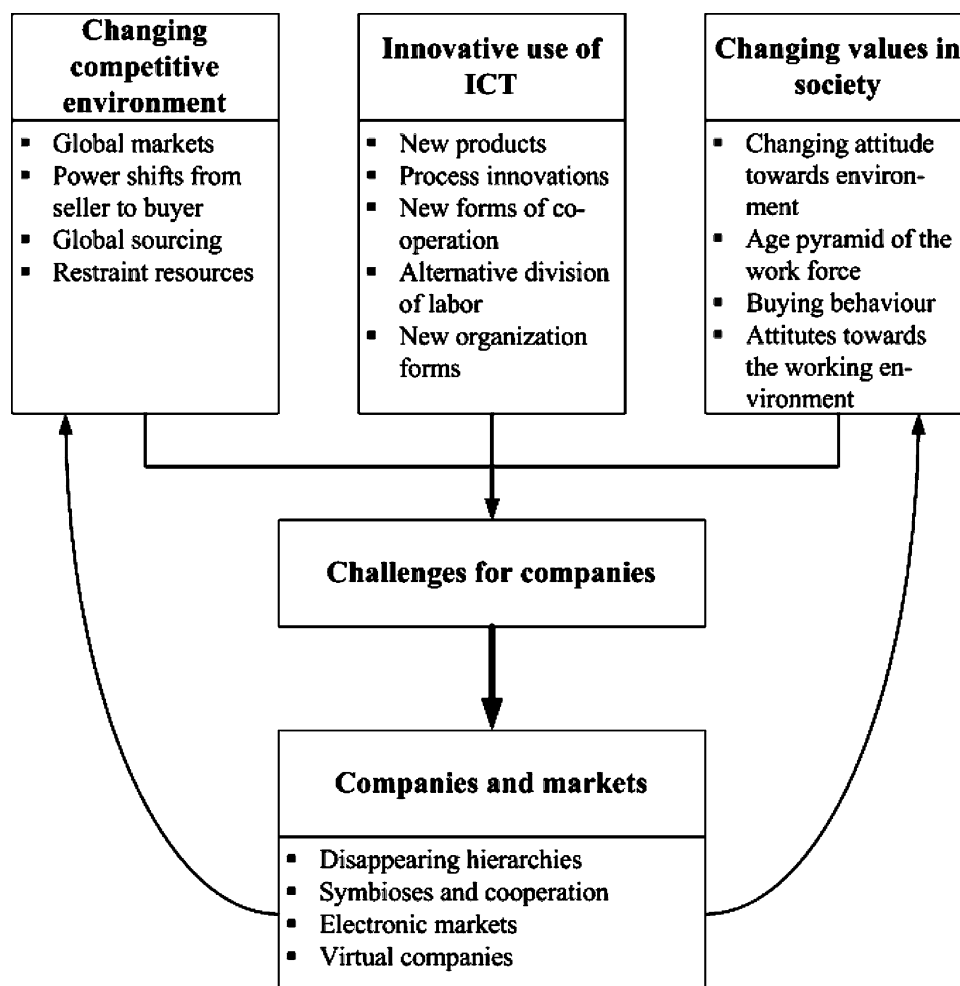 Changing
competitive
environment
▪ Global markets
▪ Power shifts from
seller to buyer
▪ Global sourcing
▪ Restraint resources
Innovative use of
ICT
▪ New products
▪ Process innovations
▪ New forms of co-
operation
▪ Alternative division
of labor
▪ New organization
forms
Changing values in
society
▪ Changing attitude
towards environ-
ment
▪ Age pyramid of the
work force
▪ Buying behaviour
▪ Attitutes towards
the working en-
vironment
Challenges for companies
Companies and markets
▪ Disappearing hierarchies
▪ Symbioses and cooperation
▪ Electronic markets
▪ Virtual companies